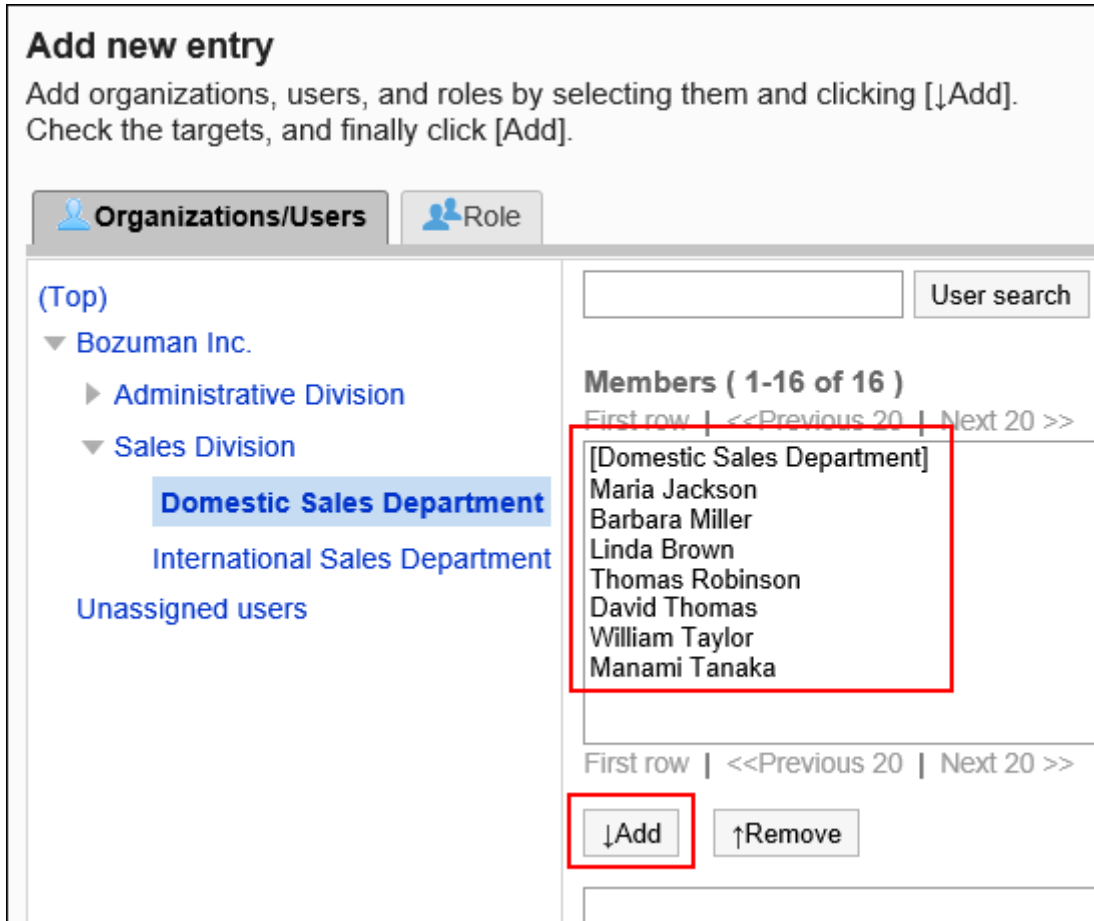 Add new entry
Add organizations, users, and roles by selecting them and clicking [↓Add].
Check the targets, and finally click [Add].
Organizations/Users
Role
(Top)
Bozuman Inc.
Administrative Division
Sales Division
Domestic Sales Department
International Sales Department
Unassigned users
User search
Members ( 1-16 of 16 )
First row | <<Previous 20 | Next 20 >>
[Domestic Sales Department]
Maria Jackson
Barbara Miller
Linda Brown
Thomas Robinson
David Thomas
William Taylor
Manami Tanaka
First row | <<Previous 20 | Next 20 >>
↓Add
↑Remove